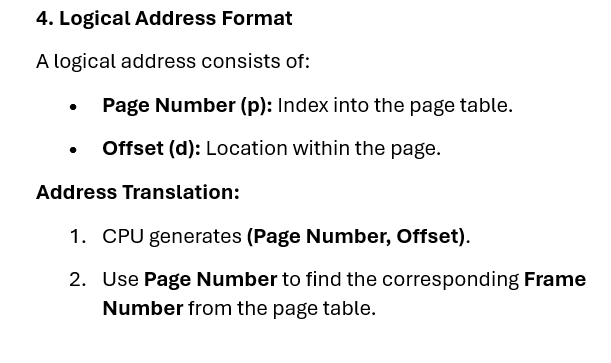 4. Logical Address Format
A logical address consists of:
• Page Number (p): Index into the page table.
• Offset (d): Location within the page.
Address Translation:
1. CPU generates (Page Number, Offset).
2. Use Page Number to find the corresponding Frame
Number from the page table.